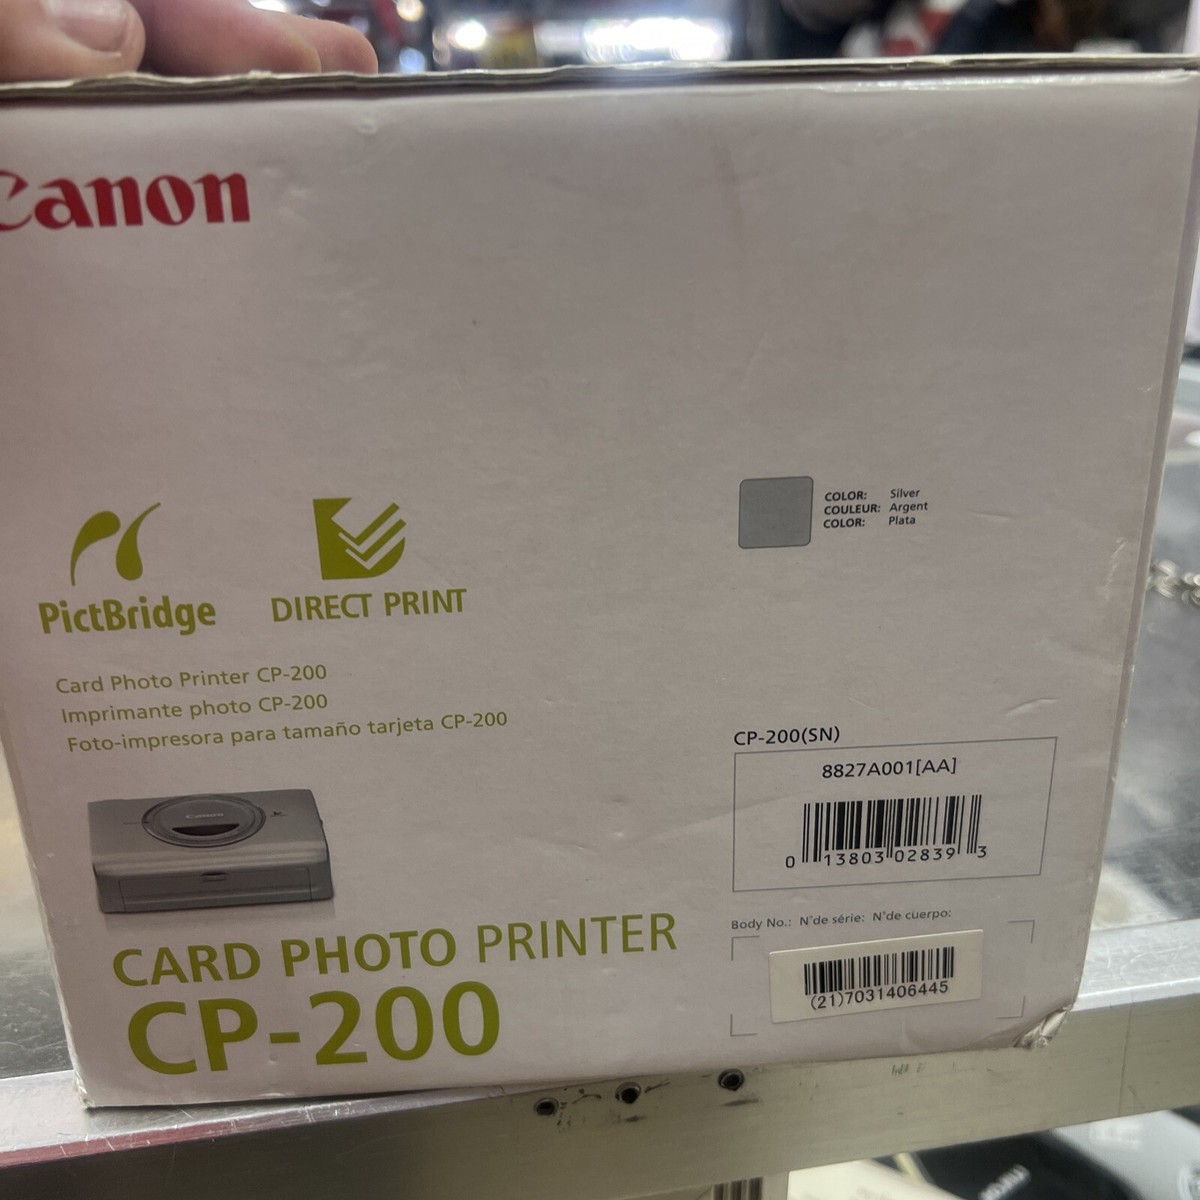 Canon
COLOR: Silver
COULEUR: Argent
COLOR: Plata
PictBridge
DIRECT PRINT
Card Photo Printer CP-200
Imprimante photo CP-200
Foto-impresora para tamaño tarjeta CP-200
CP-200(SN)
8827A001[AA]
0 13803 02839 3
Canon
Body No.: N°de série: N°de cuerpo:
(21)7031406445
CARD PHOTO PRINTER
CP-200